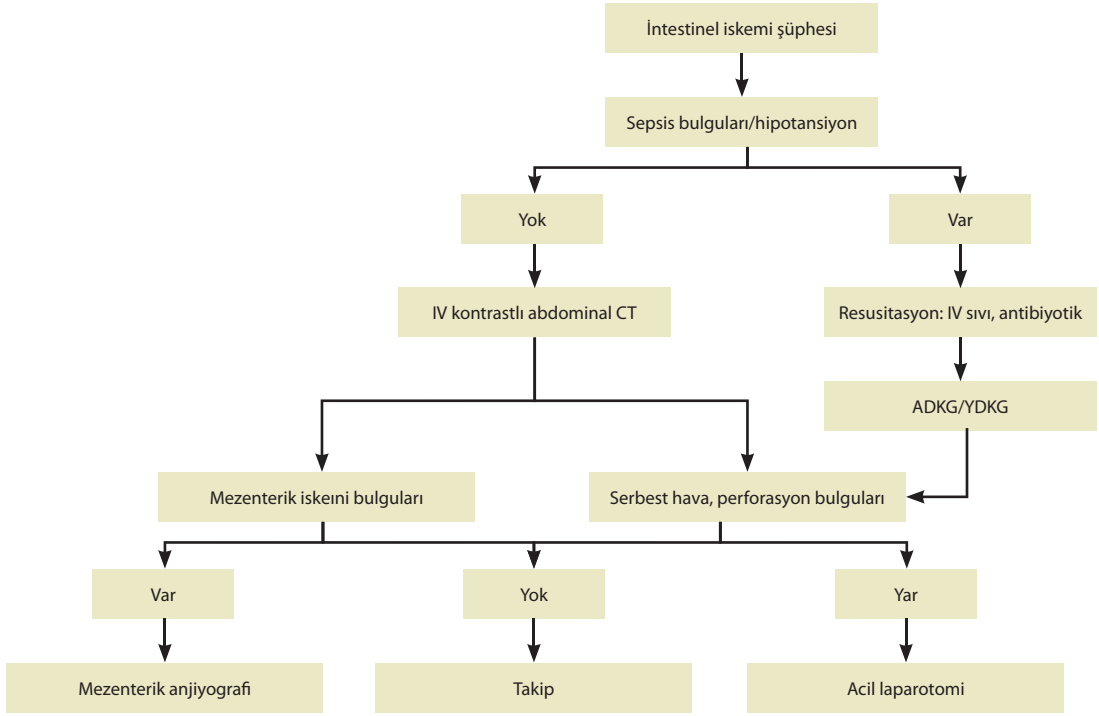 İntestinel iskemi şüphesi
Sepsis bulguları/hipotansiyon
Yok
Var
IV kontrastlı abdominal CT
Resusitasyon: IV sıvı, antibiyotik
ADKG/YDKG
Mezenterik iskeıni bulguları
Serbest hava, perforasyon bulguları
Var
Yok
Yar
Mezenterik anjiyografi
Takip
Acil laparotomi